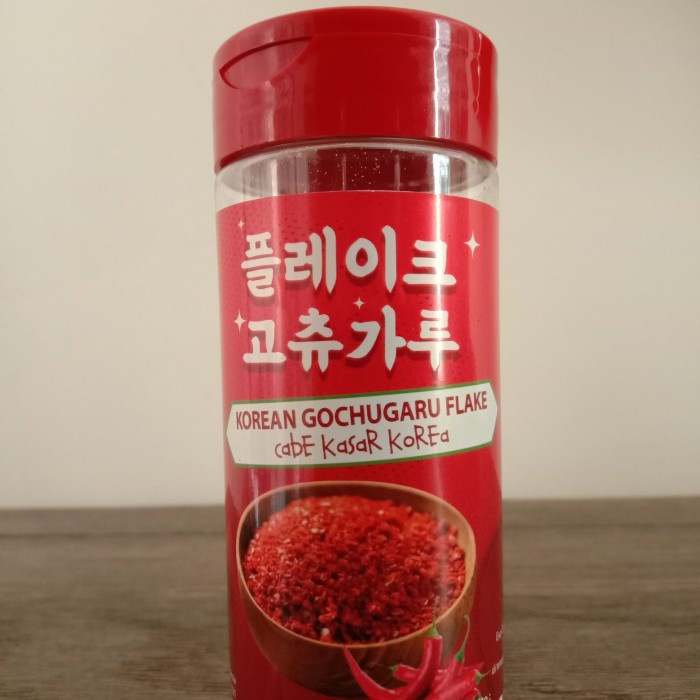 플레이크
고츄가루
KOREAN GOCHUGARU FLAKE
cabE KasaR KOREa